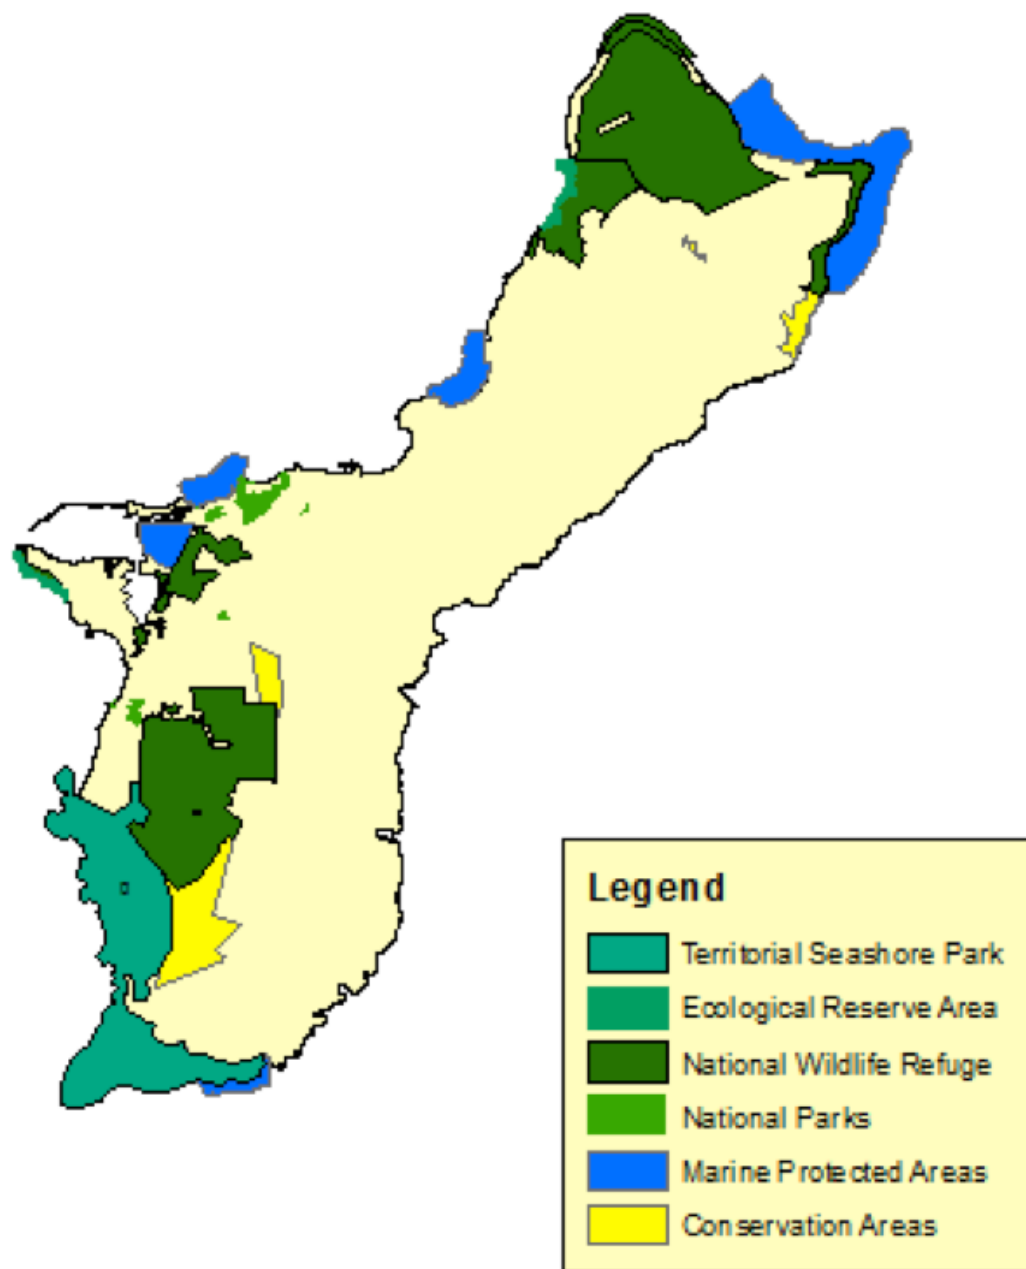 Legend
Territorial Seashore Park
Ecological Reserve Area
National Wildlife Refuge
National Parks
Marine Protected Areas
Conservation Areas